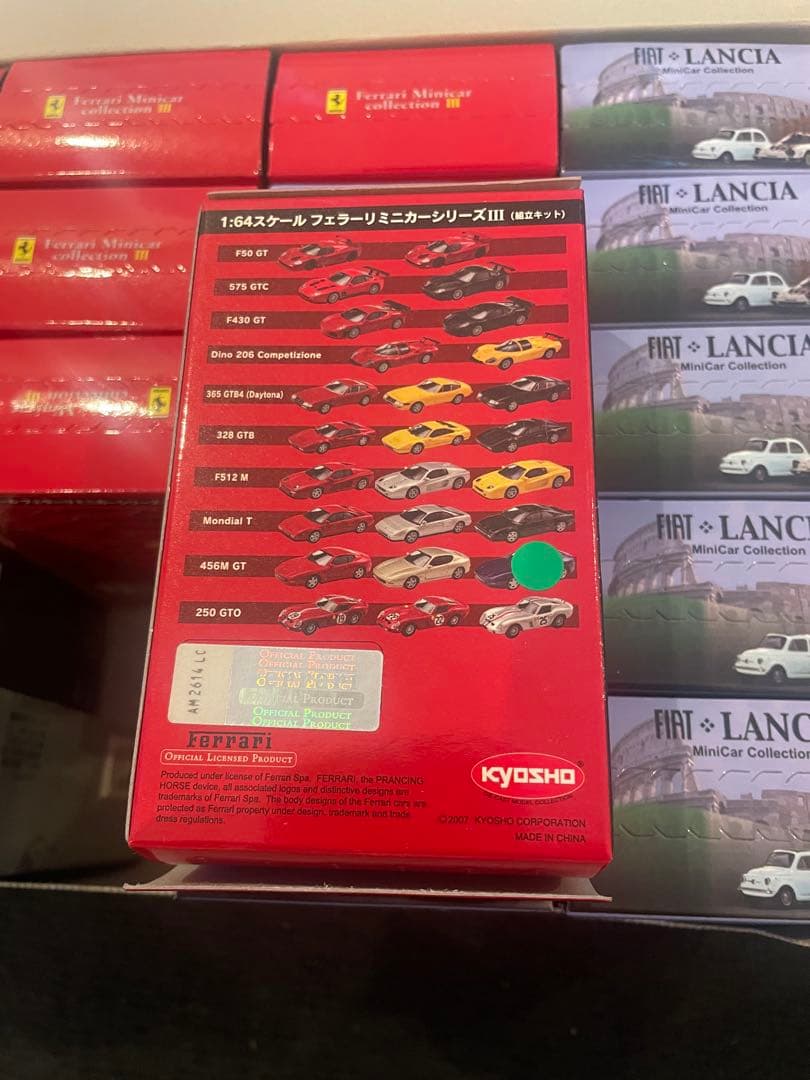 Ferrari Minicar
collection III
Ferrari Minicar
collection III
FIAT LANCIA
MiniCar Collection
Ferrari Minicar
collection III
FIAT LANCIA
MiniCar Collection
FIAT LANCIA
MiniCar Collection
FIAT LANC
MiniCar Collection
FIAT LANC
MiniCar Collection
1:64スケール フェラーリミニカーシリーズIII (組立キット)
F50 GT
575 GTC
F430 GT
Dino 206 Competizione
365 GTB4 (Daytona)
328 GTB
F512 M
Mondial T
456M GT
250 GTO
AM2614LC
OFFICIAL PRODUCT
OFFICIAL PRODUCT
OFFICIAL PRODUCT
OFFICIAL PRODUCT
Ferrari
OFFICIAL LICENSED PRODUCT
Produced under license of Ferrari Spa. FERRARI, the PRANCING
HORSE device, all associated logos and distinctive designs are
trademarks of Ferrari Spa. The body designs of the Ferrari cars are
protected as Ferrari property under design, trademark and trade
dress regulations.
KYOSHO®
DIE-CAST MODEL COLLECTION
©2007 KYOSHO CORPORATION
MADE IN CHINA